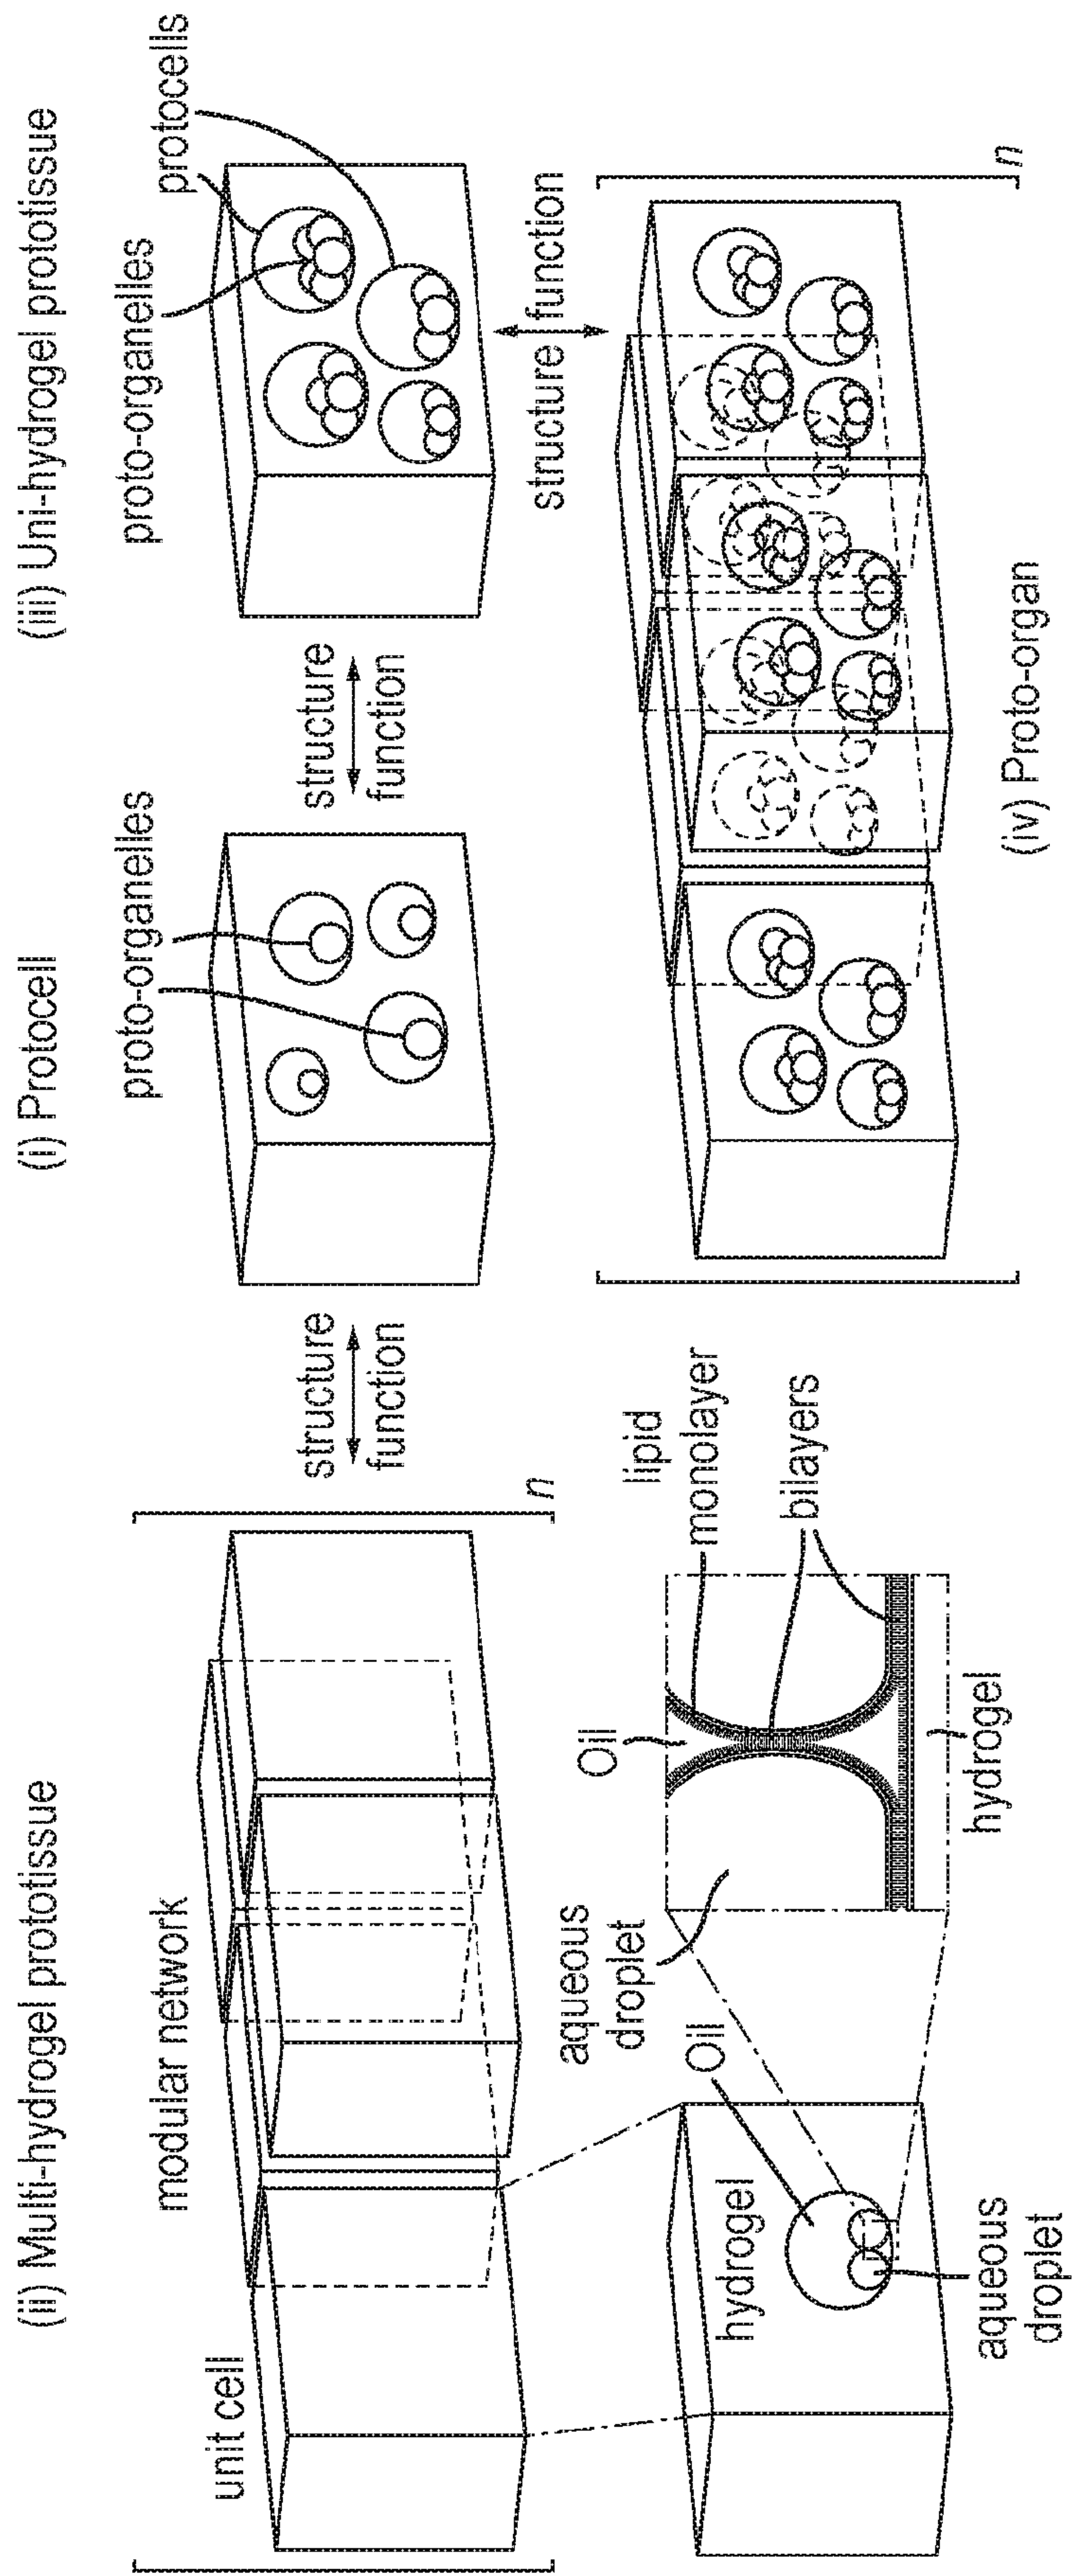 (ii) Multi-hydrogel prototissue
(i) Protocell
(iii) Uni-hydrogel prototissue
modular network
unit cell
n
structure
function
proto-organelles
structure
function
proto-organelles
protocells
structure
function
hydrogel
Oil
aqueous
droplet
aqueous
droplet
Oil
lipid
monolayer
bilayers
hydrogel
n
(iv) Proto-organ